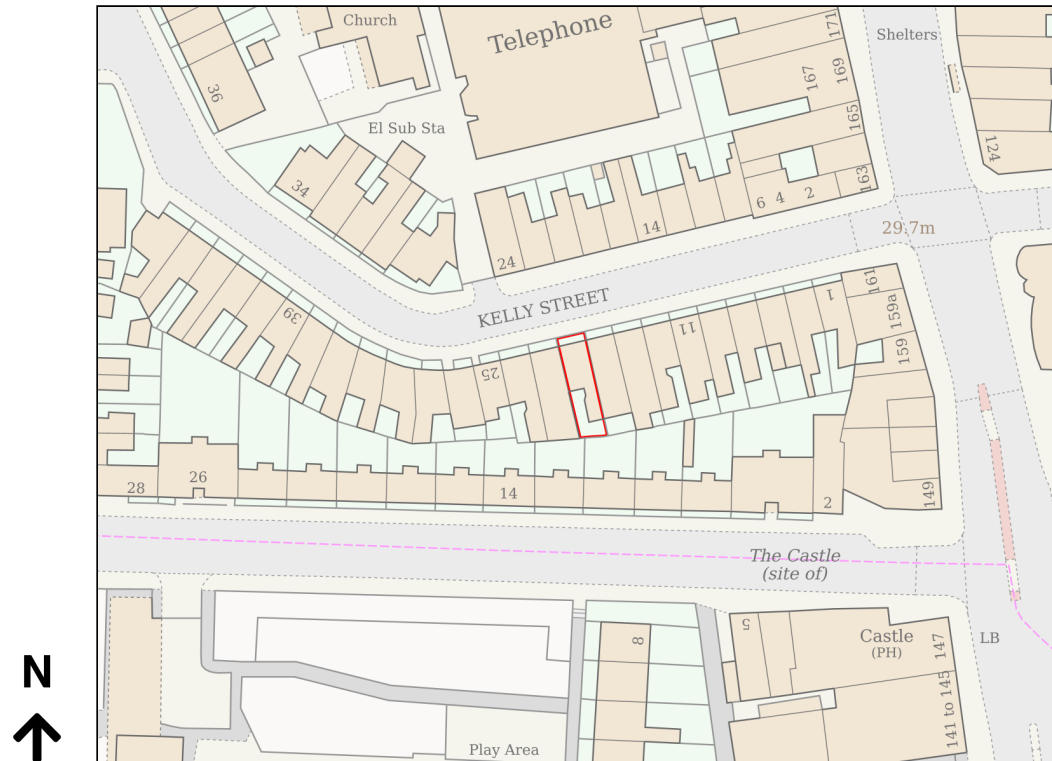 Church
Telephone
Shelters
171
169
167
165
163
124
36
El Sub Sta
34
24
14
6
4
2
29.7m
KELLY STREET
161
159a
159
1
11
39
25
28
26
14
2
149
The Castle
(site of)
5
8
Castle
(PH)
147
LB
141 to 145
Play Area
N